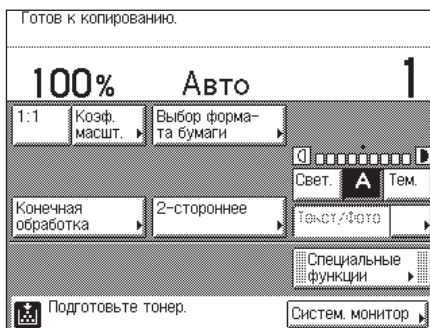 Готов к копированию.
100% Авто 1
1:1 Коэф. масшт. Выбор форма-
та бумаги
Свет. A Тем.
Конечная обработка 2-стороннее Текст/Фото
Специальные
функции
Подготовьте тонер. Систем. монитор